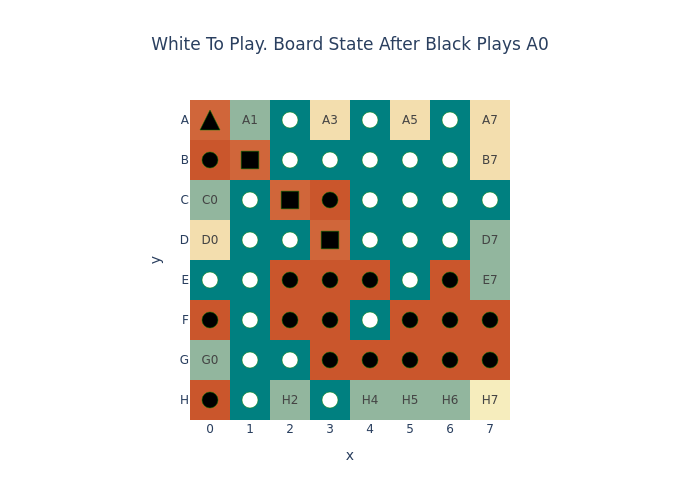 White To Play. Board State After Black Plays A0
A A1 A3 A5 A7
B B7
C C0
D D0 D7
E E7
F
G G0
H H2 H4 H5 H6 H7
0 1 2 3 4 5 6 7
x
y